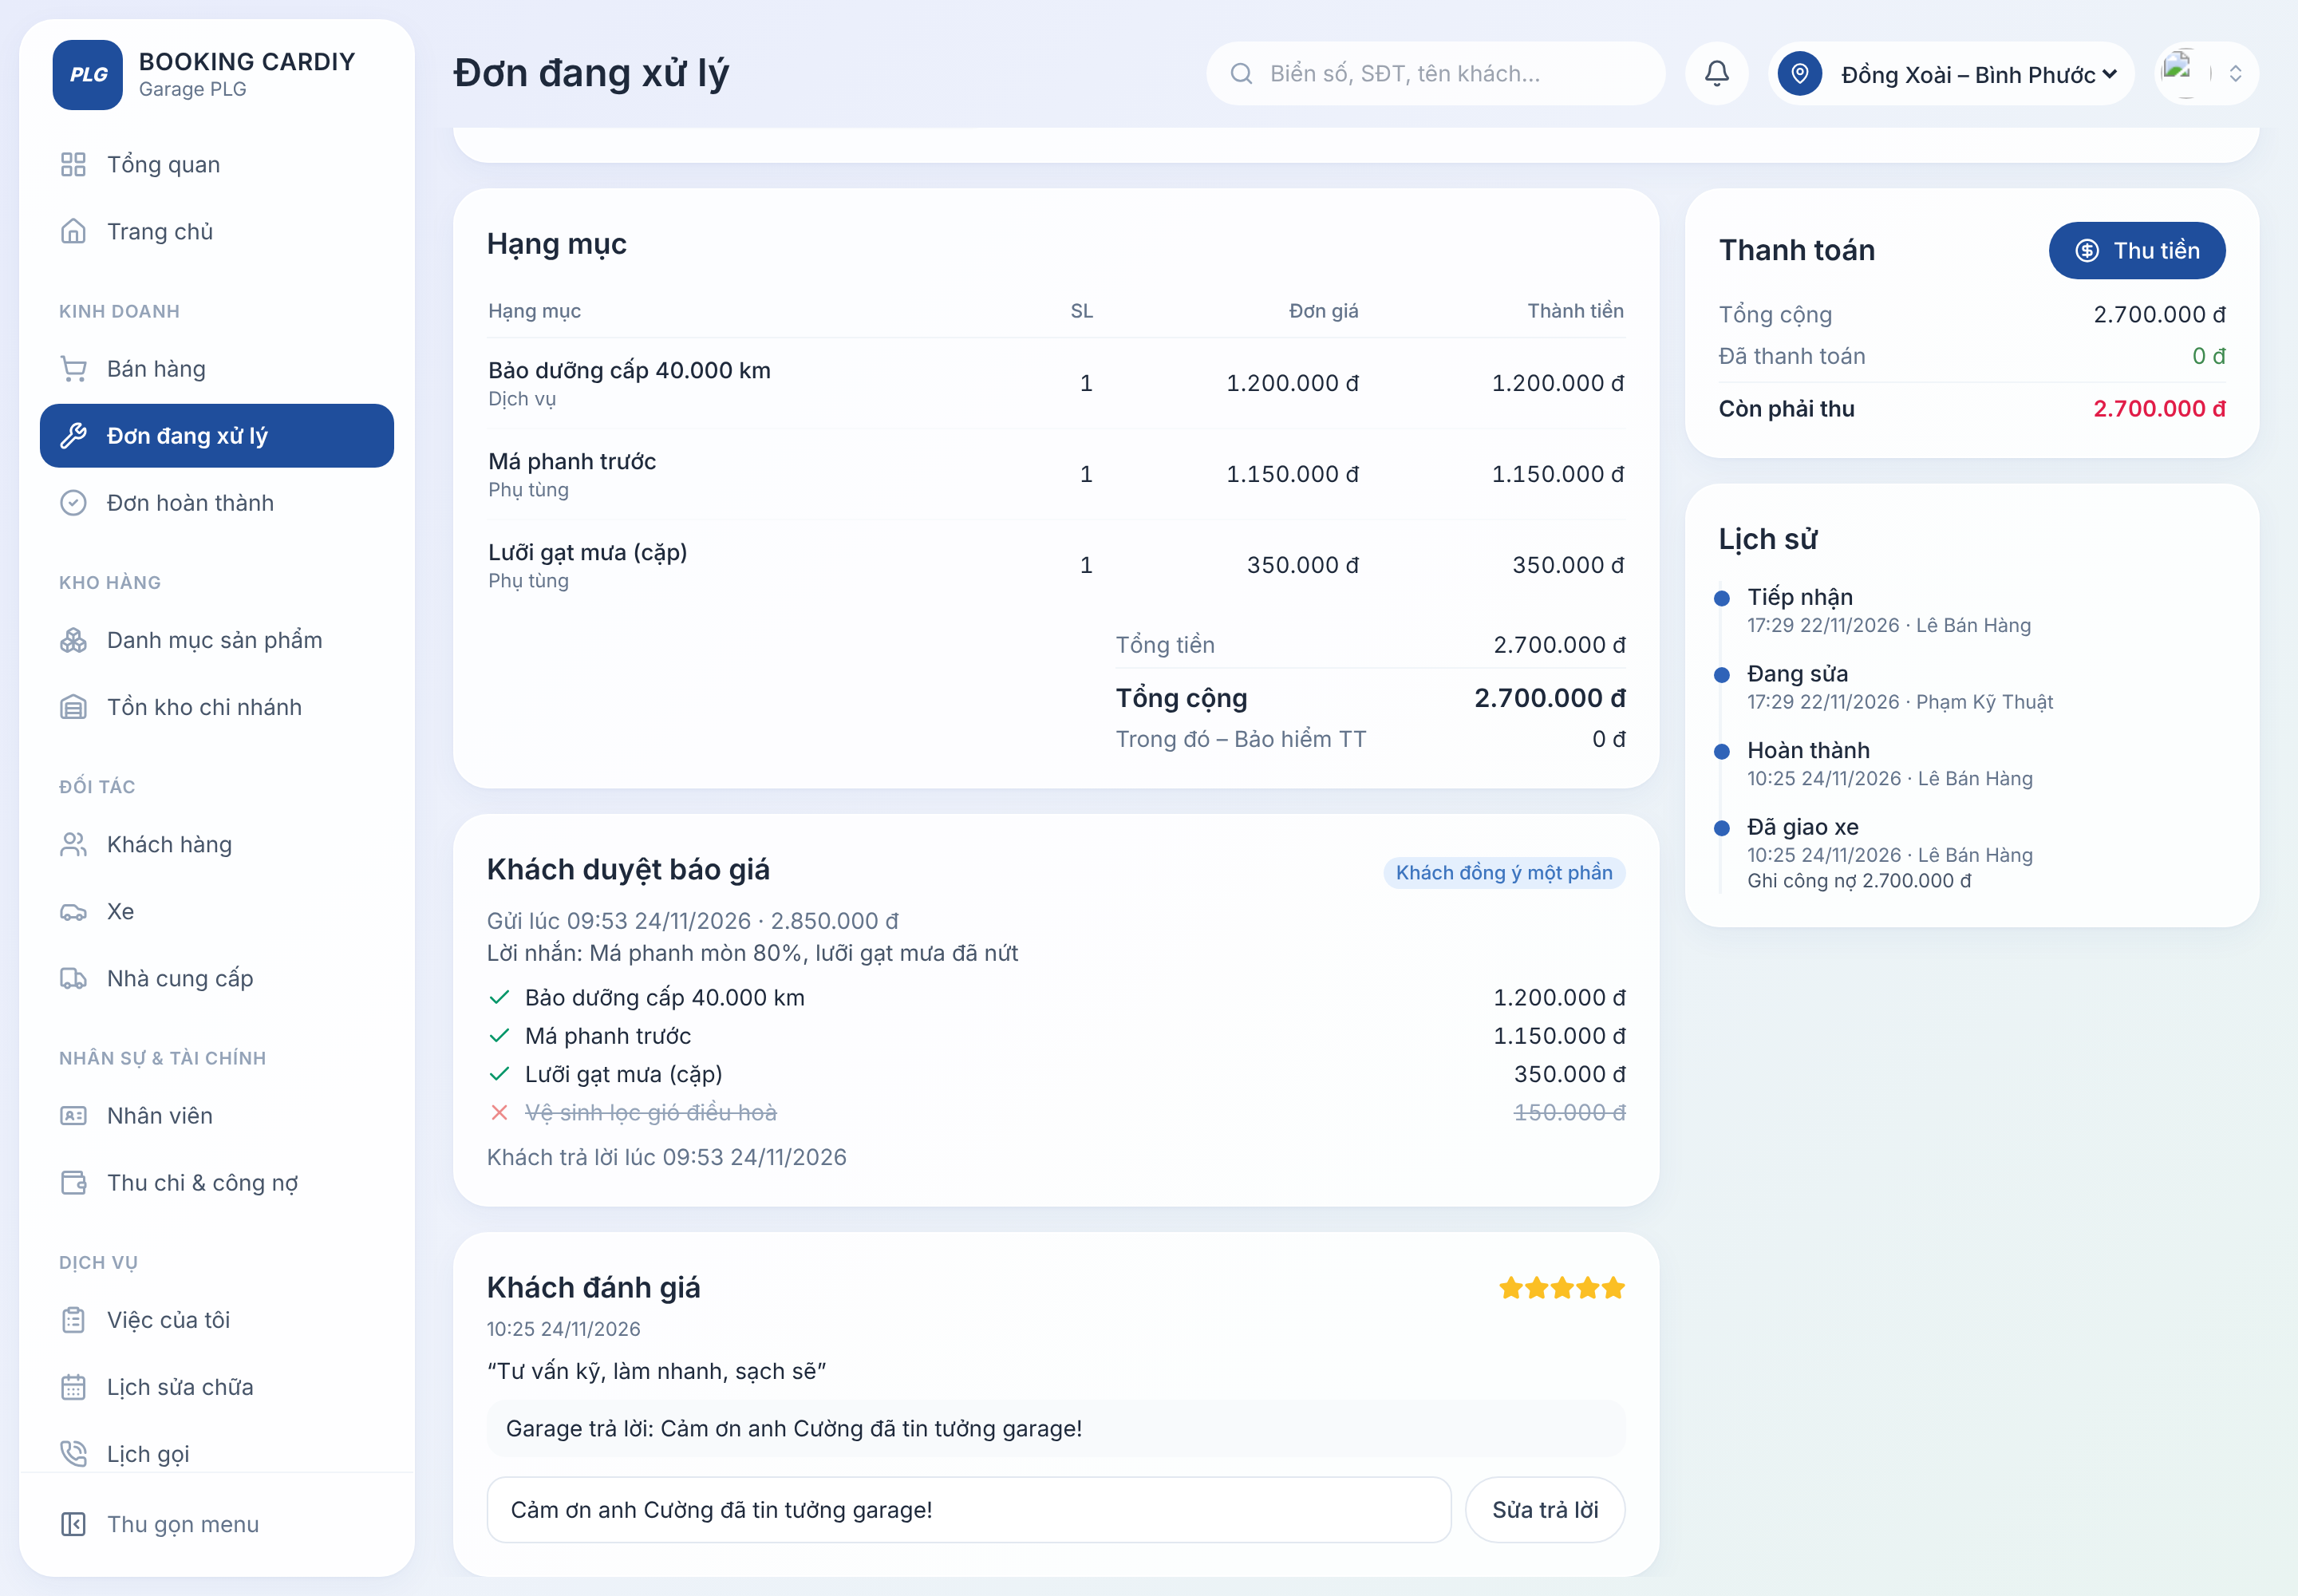 PLG
BOOKING CARDIY
Garage PLG
Tổng quan
Trang chủ
KINH DOANH
Bán hàng
Đơn đang xử lý
Đơn hoàn thành
KHO HÀNG
Danh mục sản phẩm
Tồn kho chi nhánh
ĐỐI TÁC
Khách hàng
Xe
Nhà cung cấp
NHÂN SỰ & TÀI CHÍNH
Nhân viên
Thu chi & công nợ
DỊCH VỤ
Việc của tôi
Lịch sửa chữa
Lịch gọi
Thu gọn menu
Đơn đang xử lý
Biển số, SĐT, tên khách...
Đồng Xoài – Bình Phước
Hạng mục
Hạng mục SL Đơn giá Thành tiền
Bảo dưỡng cấp 40.000 km 1 1.200.000 đ 1.200.000 đ
Dịch vụ
Má phanh trước 1 1.150.000 đ 1.150.000 đ
Phụ tùng
Lưỡi gạt mưa (cặp) 1 350.000 đ 350.000 đ
Phụ tùng
Tổng tiền 2.700.000 đ
Tổng cộng 2.700.000 đ
Trong đó – Bảo hiểm TT 0 đ
Khách duyệt báo giá Khách đồng ý một phần
Gửi lúc 09:53 24/11/2026 · 2.850.000 đ
Lời nhắn: Má phanh mòn 80%, lưỡi gạt mưa đã nứt
Bảo dưỡng cấp 40.000 km 1.200.000 đ
Má phanh trước 1.150.000 đ
Lưỡi gạt mưa (cặp) 350.000 đ
Vệ sinh lọc gió điều hoà 150.000 đ
Khách trả lời lúc 09:53 24/11/2026
Khách đánh giá
10:25 24/11/2026
“Tư vấn kỹ, làm nhanh, sạch sẽ”
Garage trả lời: Cảm ơn anh Cường đã tin tưởng garage!
Cảm ơn anh Cường đã tin tưởng garage! Sửa trả lời
Thanh toán Thu tiền
Tổng cộng 2.700.000 đ
Đã thanh toán 0 đ
Còn phải thu 2.700.000 đ
Lịch sử
Tiếp nhận
17:29 22/11/2026 · Lê Bán Hàng
Đang sửa
17:29 22/11/2026 · Phạm Kỹ Thuật
Hoàn thành
10:25 24/11/2026 · Lê Bán Hàng
Đã giao xe
10:25 24/11/2026 · Lê Bán Hàng
Ghi công nợ 2.700.000 đ